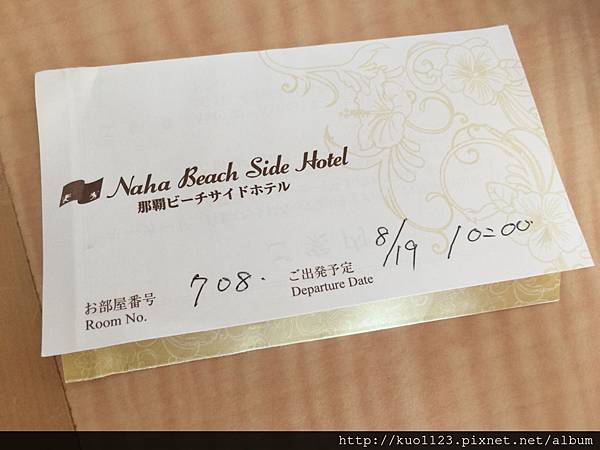 Naha Beach Side Hotel
那覇ビーチサイドホテル
お部屋番号 708.
Room No.
ご出発予定 8/19 10:00.
Departure Date
http://kuo1123.pixnet.net/album